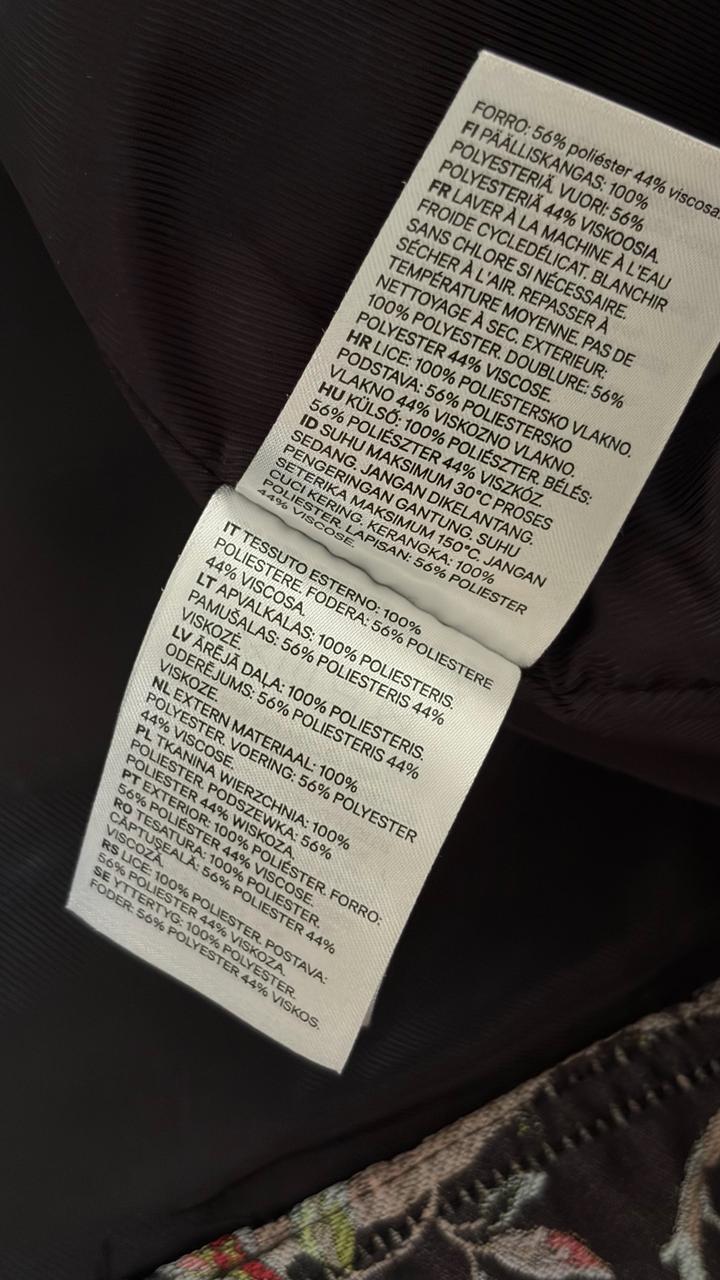 FORRO: 56% poliéster 44% viscosa.
FI PÄÄLLISKANGAS: 100%
POLYESTERIÄ. VUORI: 56%
POLYESTERIÄ 44% VISKOOSIA.
FR LAVER À LA MACHINE À L'EAU
FROIDE CYCLEDÉLICAT. BLANCHIR
SANS CHLORE SI NÉCESSAIRE.
SÉCHER À L'AIR. REPASSER À
TEMPÉRATURE MOYENNE. PAS DE
NETTOYAGE À SEC. EXTERIEUR:
100% POLYESTER. DOUBLURE: 56%
POLYESTER 44% VISCOSE.
HR LICE: 100% POLIESTERSKO VLAKNO.
PODSTAVA: 56% POLIESTERSKO
VLAKNO 44% VISKOZNO VLAKNO.
HU KÜLSŐ: 100% POLIÉSZTER. BÉLÉS:
56% POLIÉSZTER 44% VISZKÓZ.
ID SUHU MAKSIMUM 30°C PROSES
SEDANG. JANGAN DIKELANTANG.
PENGERINGAN GANTUNG. SUHU
SETERIKA MAKSIMUM 150°C. JANGAN
CUCI KERING. KERANGKA: 100%
POLIESTER. LAPISAN: 56% POLIESTER
44% VISCOSE.
IT TESSUTO ESTERNO: 100%
POLIESTERE. FODERA: 56% POLIESTERE
44% VISCOSA.
LT APVALKALAS: 100% POLIESTERIS.
PAMUŠALAS: 56% POLIESTERIS 44%
VISKOZĖ.
LV ĀRĒJĀ DAĻA: 100% POLIESTERIS.
ODERĒJUMS: 56% POLIESTERIS 44%
VISKOZE.
NL EXTERN MATERIAAL: 100%
POLYESTER. VOERING: 56% POLYESTER
44% VISCOSE.
PL TKANINA WIERZCHNIA: 100%
POLIESTER. PODSZEWKA: 56%
POLIESTER 44% WISKOZA.
PT EXTERIOR: 100% POLIÉSTER. FORRO:
56% POLIÉSTER 44% VISCOSE.
RO TESATURA: 100% POLIESTER.
CĂPTUȘEALĂ: 56% POLIESTER 44%
VISCOZĂ.
RS LICE: 100% POLIESTER. POSTAVA:
56% POLIESTER 44% VISKOZA.
SE YTTERTYG: 100% POLYESTER.
FODER: 56% POLYESTER 44% VISKOS.